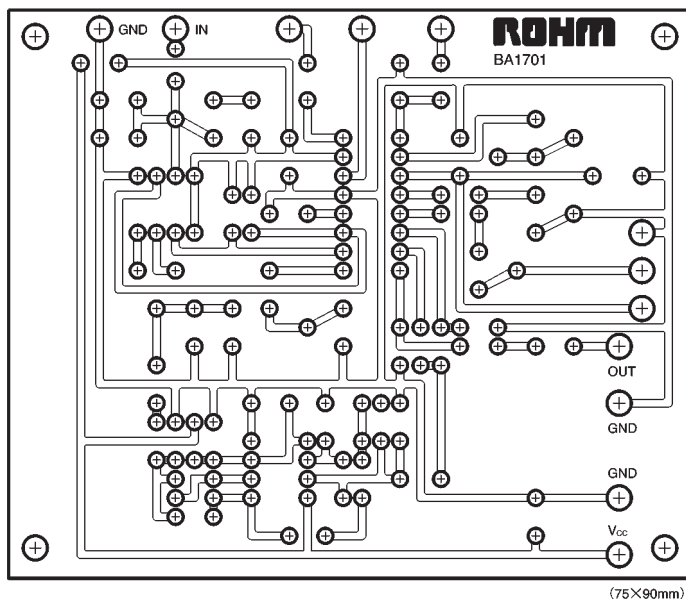 GND IN
ROHM
BA1701
OUT
GND
GND
Vcc
(75×90mm)